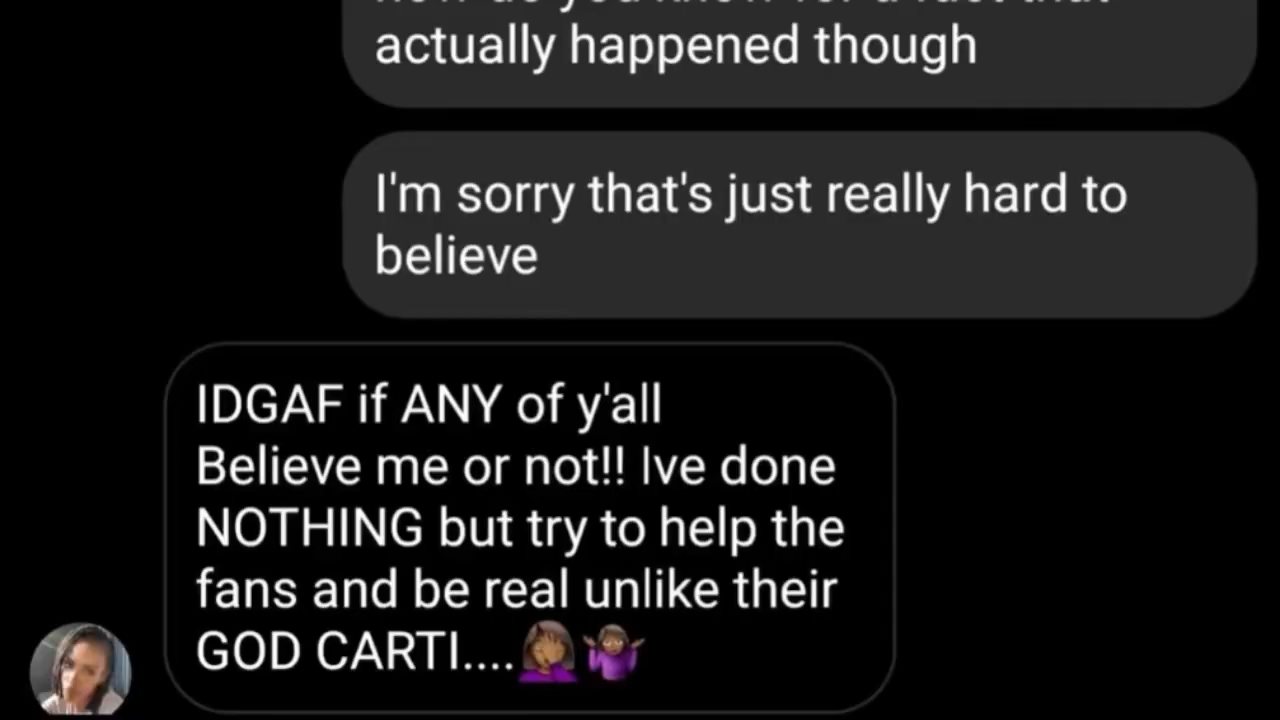 actually happened though
I'm sorry that's just really hard to
believe
IDGAF if ANY of y'all
Believe me or not!! Ive done
NOTHING but try to help the
fans and be real unlike their
GOD CARTI....🤦🏾‍♀️🤷🏾‍♀️